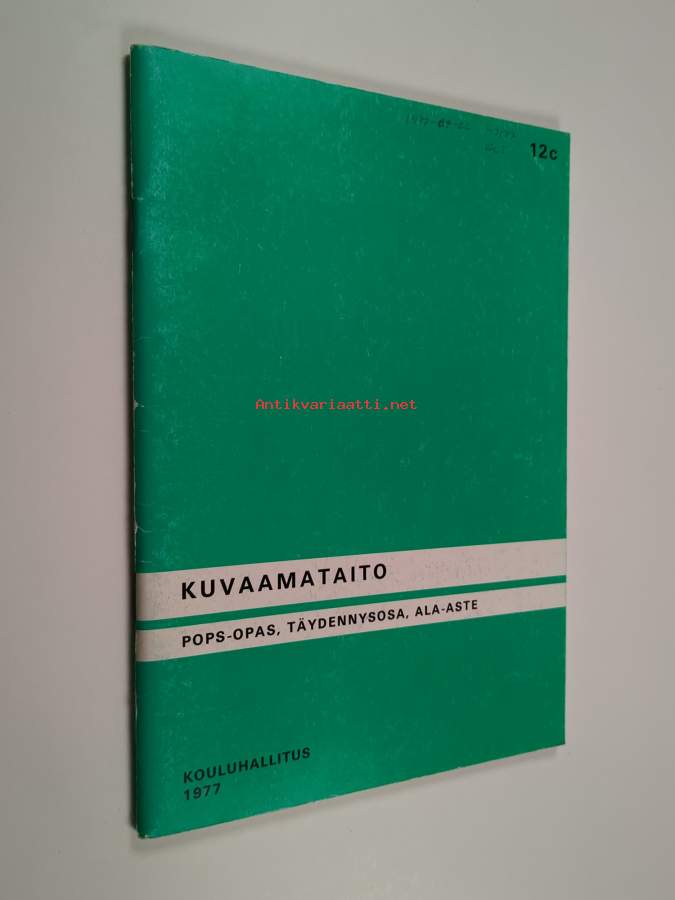 12c
Antikvariaatti.net
KUVAAMATAITO
POPS-OPAS, TÄYDENNYSOSA, ALA-ASTE
KOULUHALLITUS
1977